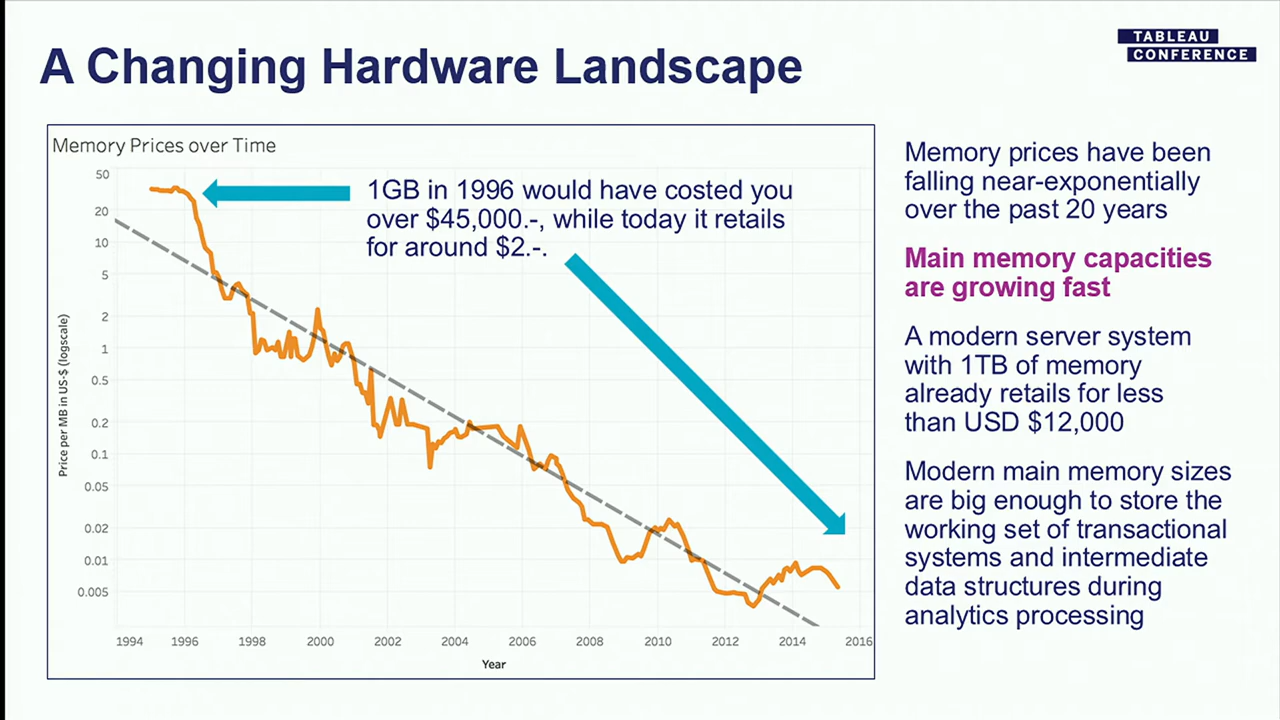 A Changing Hardware Landscape
TABLEAU
CONFERENCE
Memory Prices over Time
50
20
10
5
2
1
0.5
0.2
0.1
0.05
0.02
0.01
0.005
Price per MB in US-$ (logscale)
1GB in 1996 would have costed you
over $45,000.-, while today it retails
for around $2.-.
1994 1996 1998 2000 2002 2004 2006 2008 2010 2012 2014 2016
Year
Memory prices have been
falling near-exponentially
over the past 20 years
Main memory capacities
are growing fast
A modern server system
with 1TB of memory
already retails for less
than USD $12,000
Modern main memory sizes
are big enough to store the
working set of transactional
systems and intermediate
data structures during
analytics processing